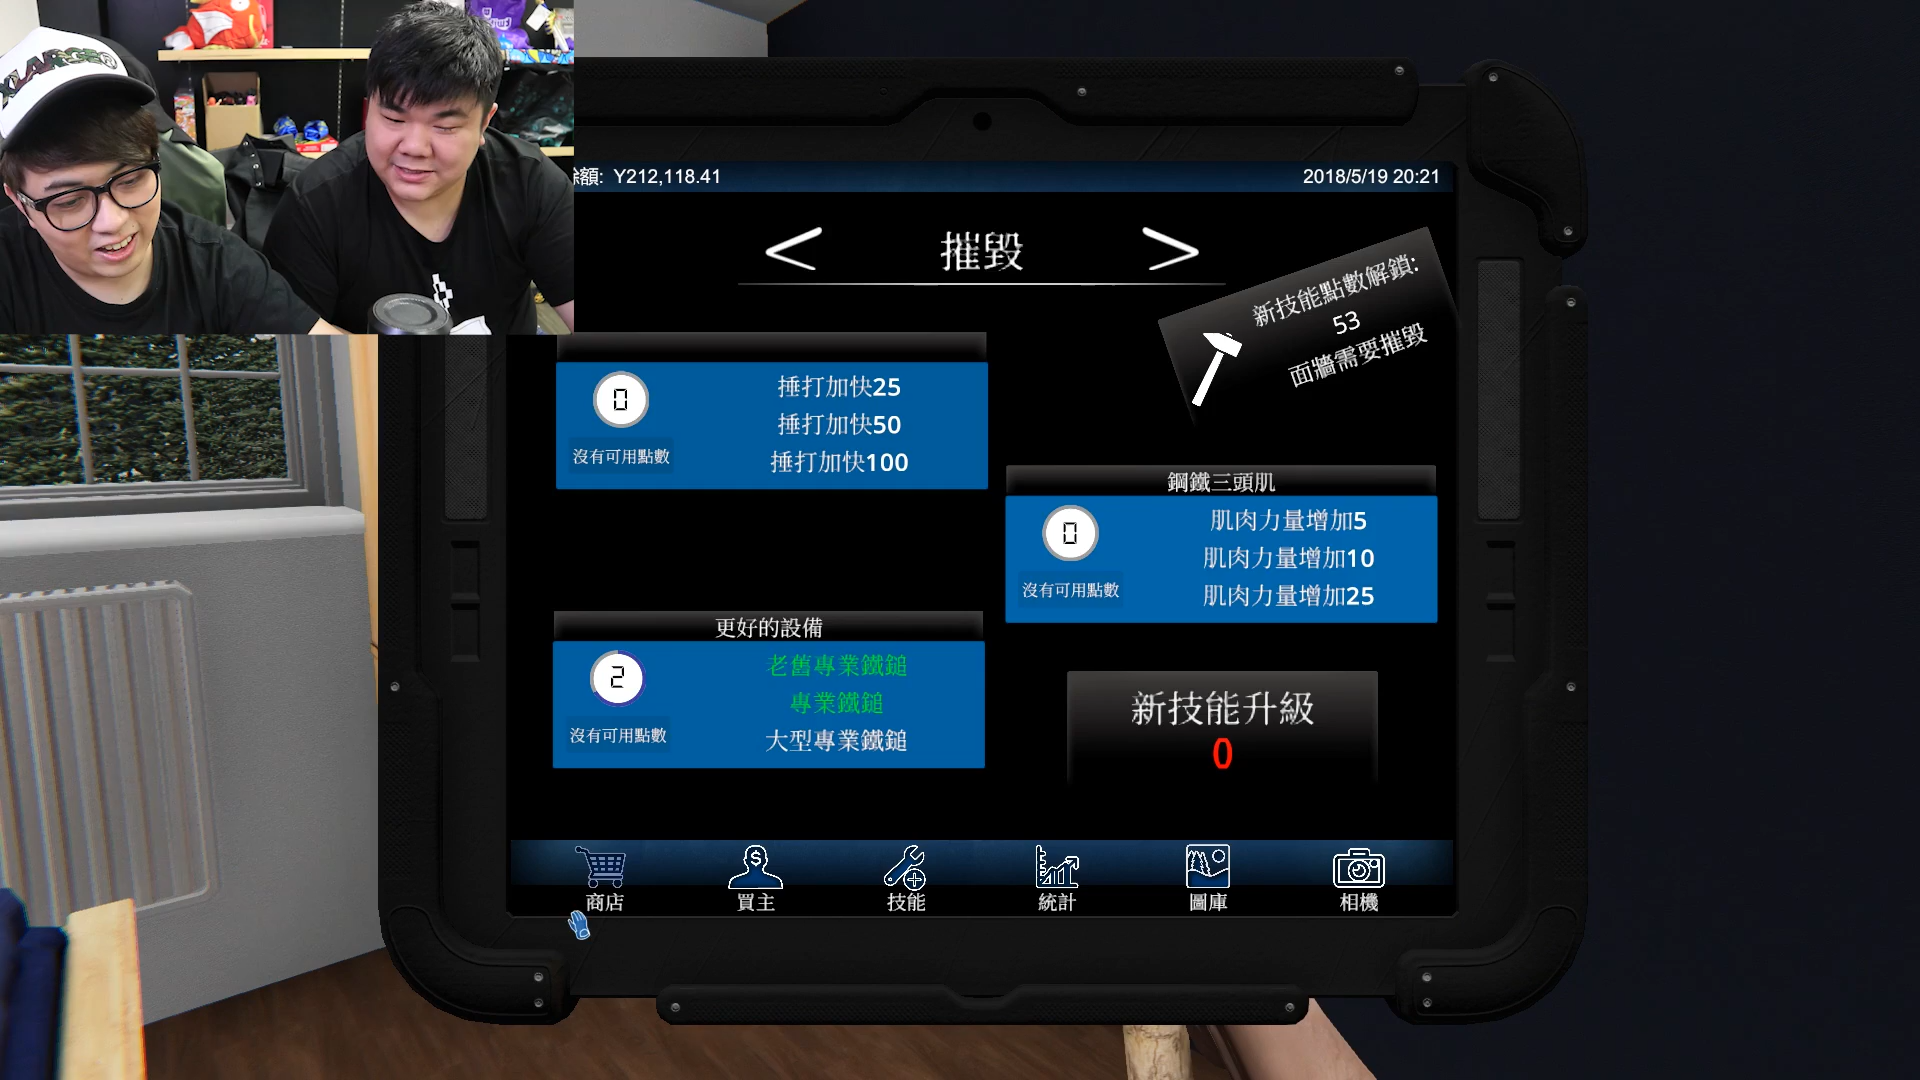 XLARGE®
餘額: Y212,118.41
2018/5/19 20:21
< 摧毀 >
新技能點數解鎖:
53
面牆需要摧毀
0
沒有可用點數
捶打加快25
捶打加快50
捶打加快100
鋼鐵三頭肌
0
沒有可用點數
肌肉力量增加5
肌肉力量增加10
肌肉力量增加25
更好的設備
2
沒有可用點數
老舊專業鐵鎚
專業鐵鎚
大型專業鐵鎚
新技能升級
0
商店
買主
技能
統計
圖庫
相機